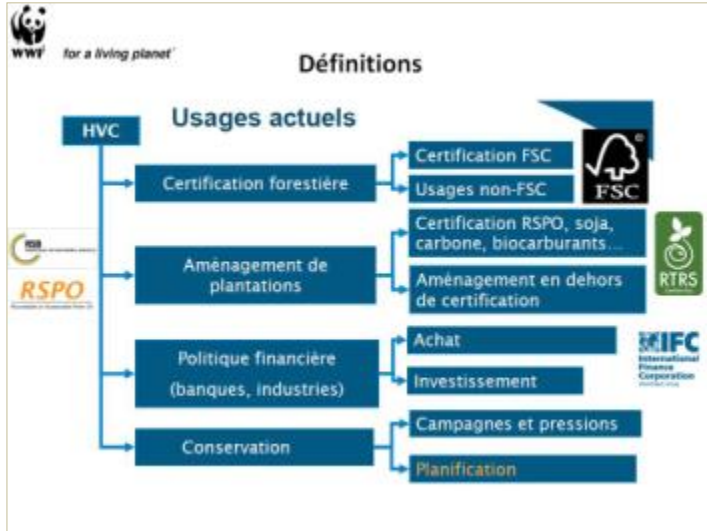 WWF
for a living planet®
Définitions
Usages actuels
HVC
Certification forestière
Certification FSC
Usages non-FSC
FSC
Aménagement de
plantations
Certification RSPO, soja,
carbone, biocarburants...
Aménagement en dehors
de certification
RSB
RSPO
RTRS
Politique financière
(banques, industries)
Achat
Investissement
IFC
International
Finance
Corporation
Conservation
Campagnes et pressions
Planification